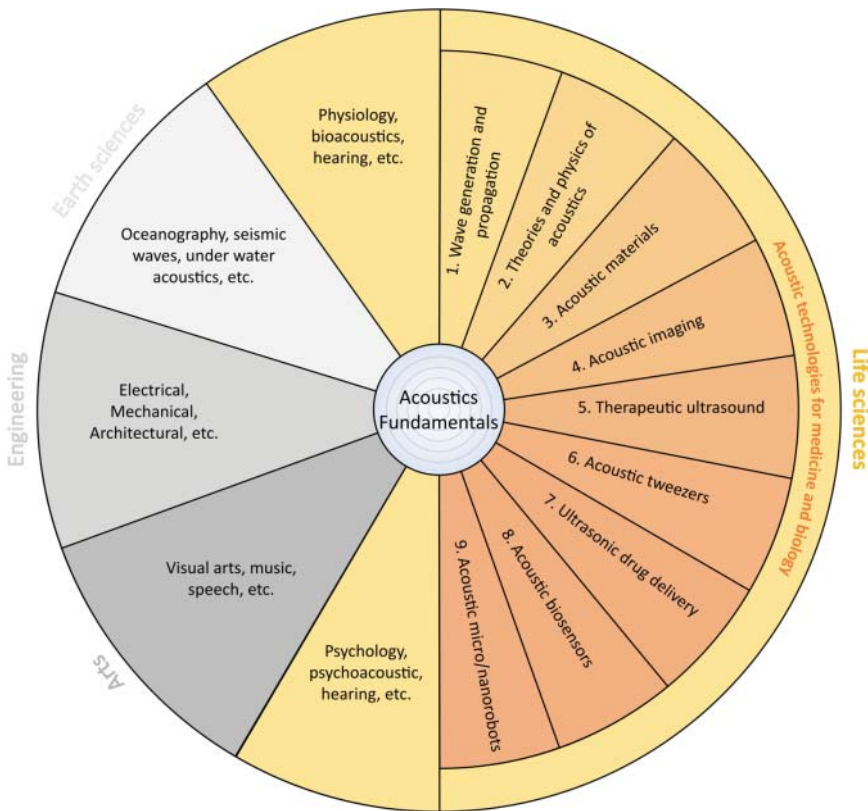 Earth sciences
Physiology,
bioacoustics,
hearing, etc.
Oceanography, seismic
waves, under water
acoustics, etc.
Engineering
Electrical,
Mechanical,
Architectural, etc.
Arts
Visual arts, music,
speech, etc.
Psychology,
psychoacoustic,
hearing, etc.
Acoustics
Fundamentals
1. Wave generation and
propagation
2. Theories and physics of
acoustics
3. Acoustic materials
4. Acoustic imaging
5. Therapeutic ultrasound
6. Acoustic tweezers
7. Ultrasonic drug delivery
8. Acoustic biosensors
9. Acoustic micro/nanorobots
Acoustic technologies for medicine and biology
Life sciences